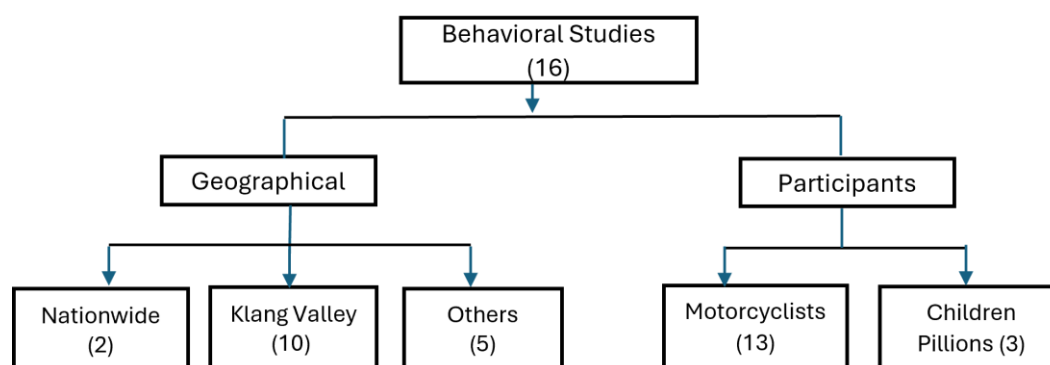 Behavioral Studies
(16)
Geographical
Participants
Nationwide
(2)
Klang Valley
(10)
Others
(5)
Motorcyclists
(13)
Children
Pillions (3)